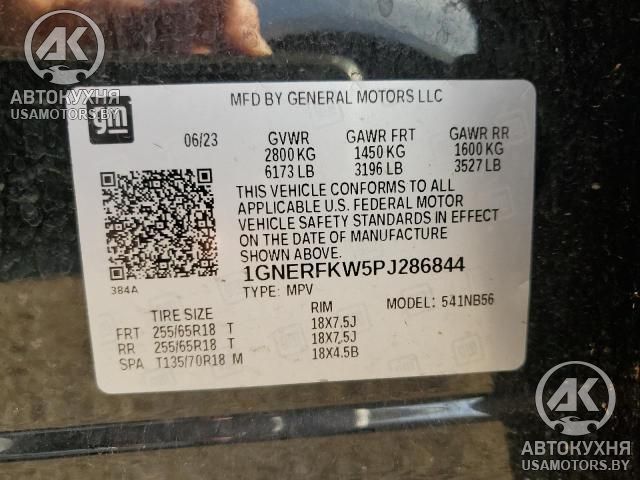 AK
АВТОКУХНЯ
USAMOTORS.BY
gm
MFD BY GENERAL MOTORS LLC
06/23 GVWR GAWR FRT GAWR RR
2800 KG 1450 KG 1600 KG
6173 LB 3196 LB 3527 LB
THIS VEHICLE CONFORMS TO ALL
APPLICABLE U.S. FEDERAL MOTOR
VEHICLE SAFETY STANDARDS IN EFFECT
ON THE DATE OF MANUFACTURE
SHOWN ABOVE.
1GNERFKW5PJ286844
384A
TYPE: MPV MODEL: 541NB56
TIRE SIZE RIM
FRT 255/65R18 T 18X7.5J
RR 255/65R18 T 18X7.5J
SPA T135/70R18 M 18X4.5B
AK
АВТОКУХНЯ
USAMOTORS.BY